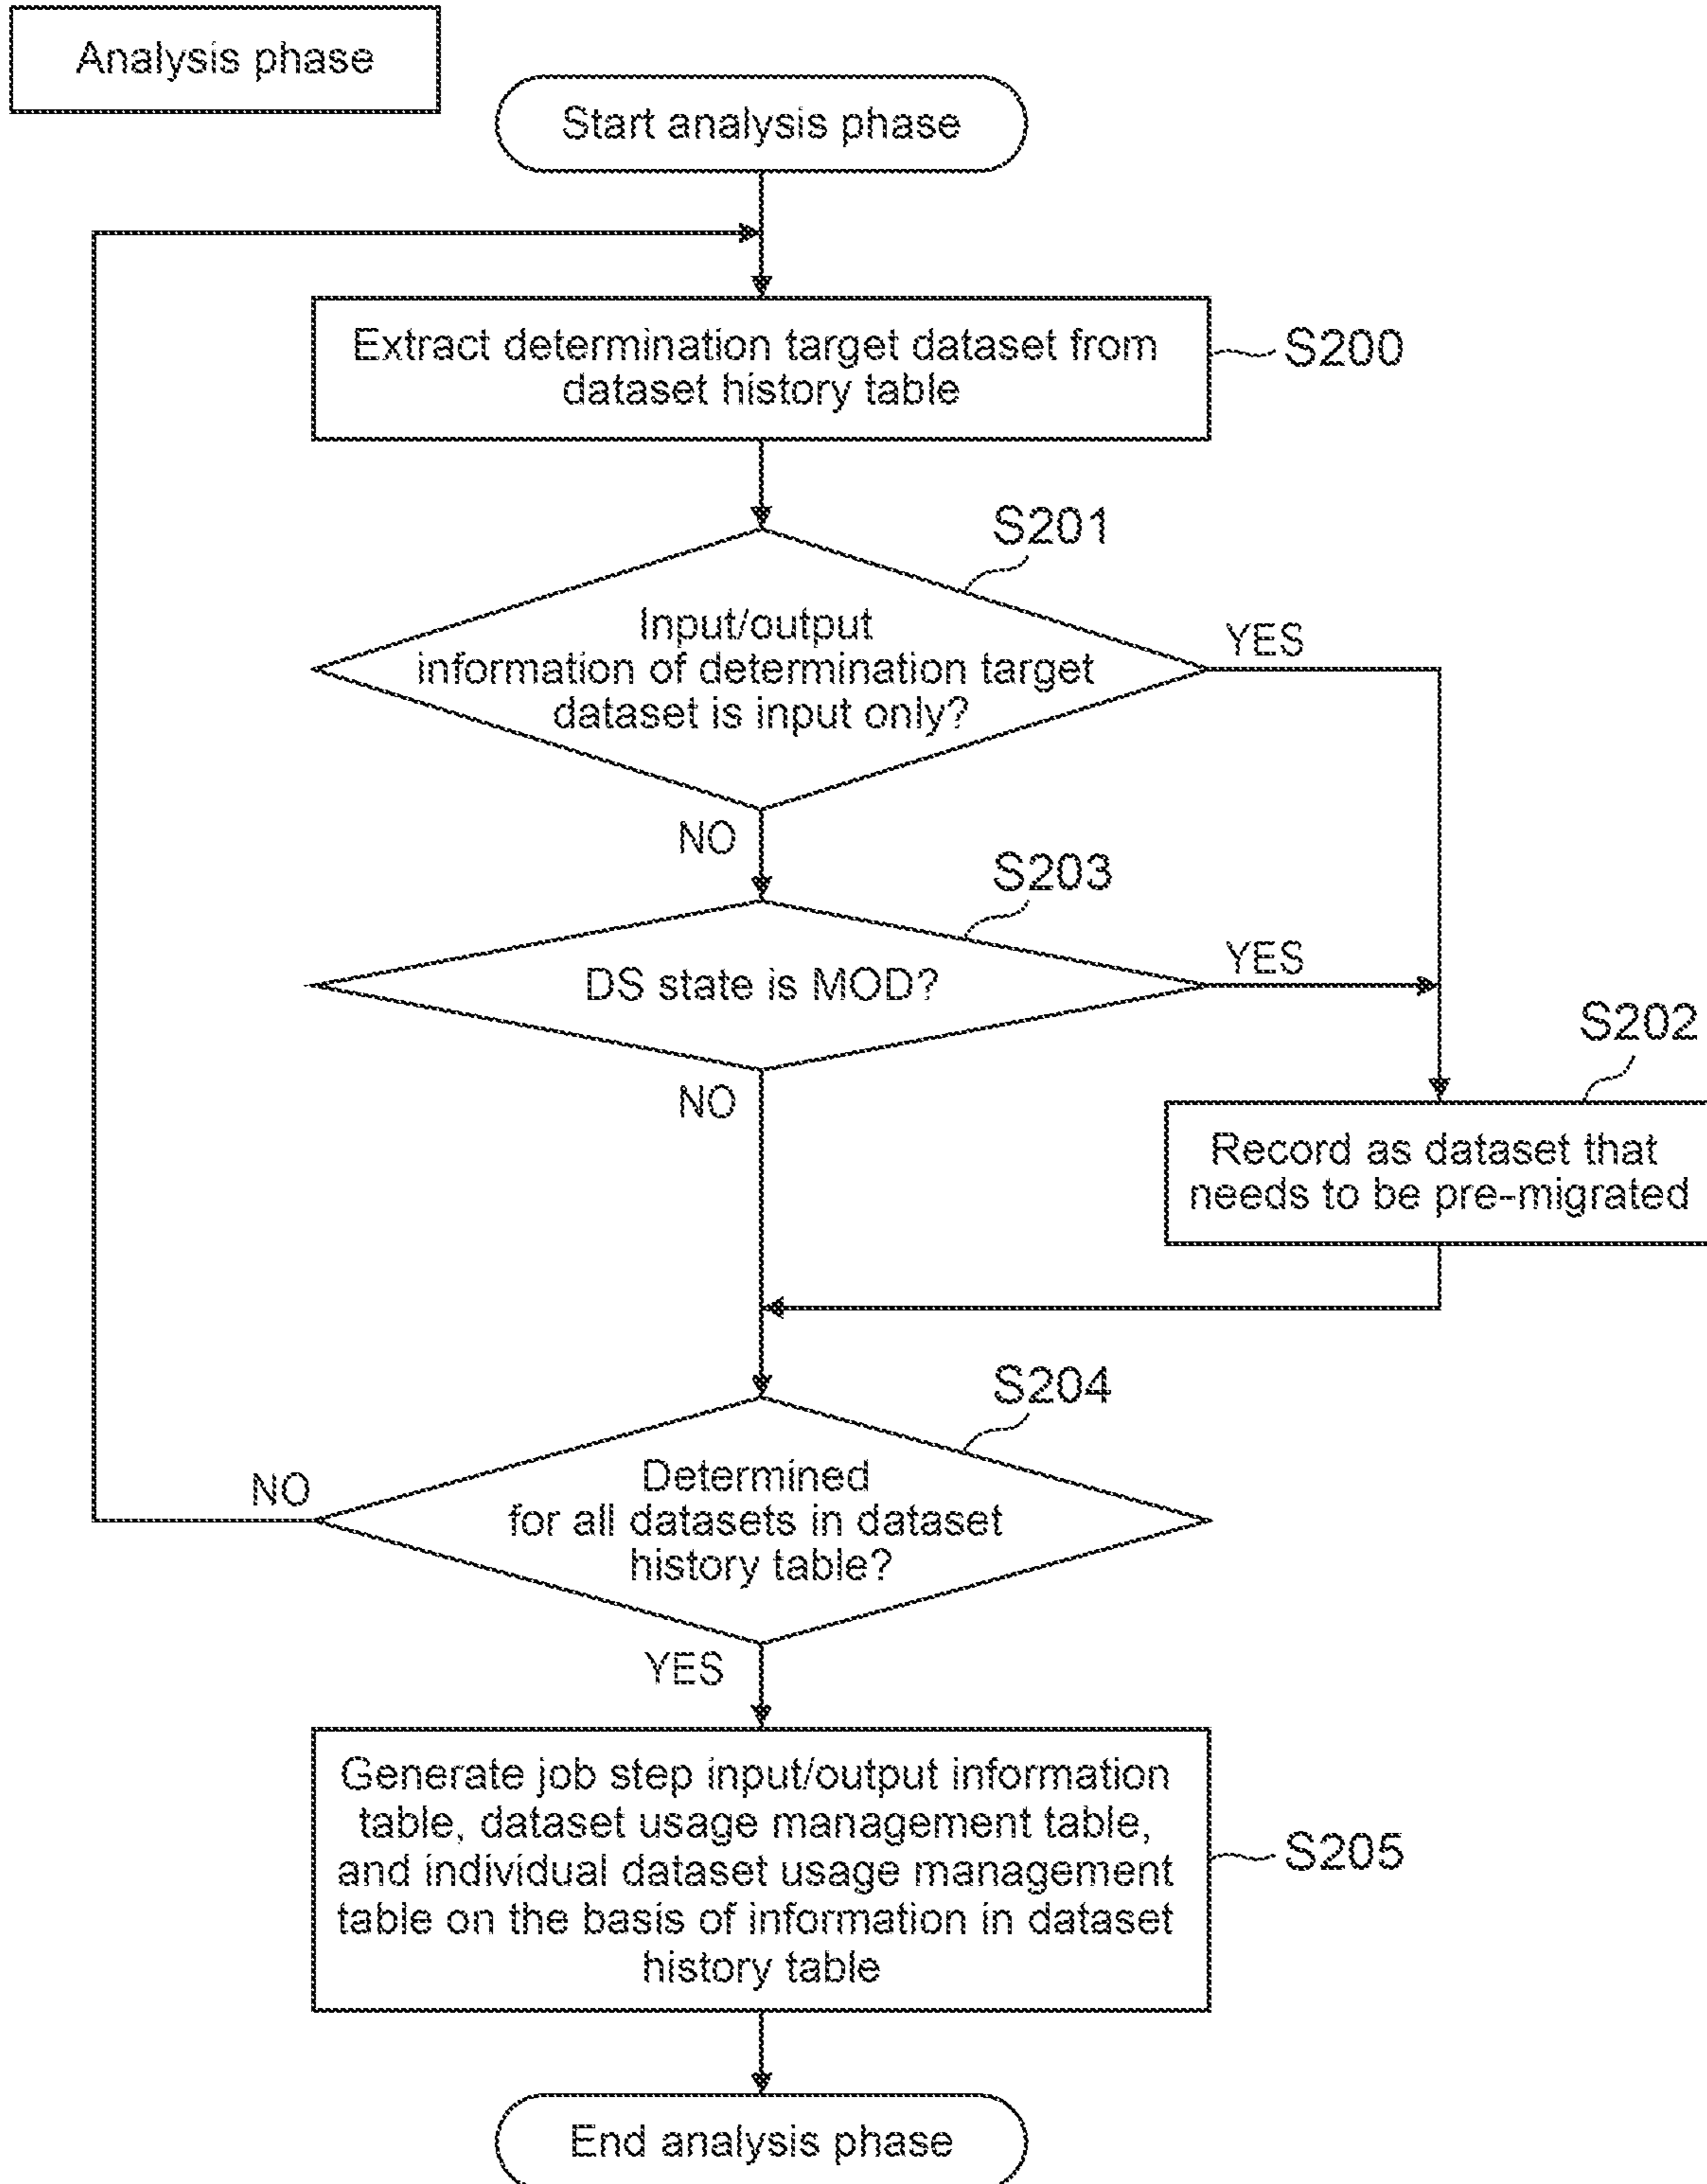 Analysis phase
Start analysis phase
Extract determination target dataset from
dataset history table
S200
S201
Input/output
information of determination target
dataset is input only?
YES
NO
S203
DS state is MOD?
YES
NO
S202
Record as dataset that
needs to be pre-migrated
S204
Determined
for all datasets in dataset
history table?
NO
YES
Generate job step input/output information
table, dataset usage management table,
and individual dataset usage management
table on the basis of information in dataset
history table
S205
End analysis phase